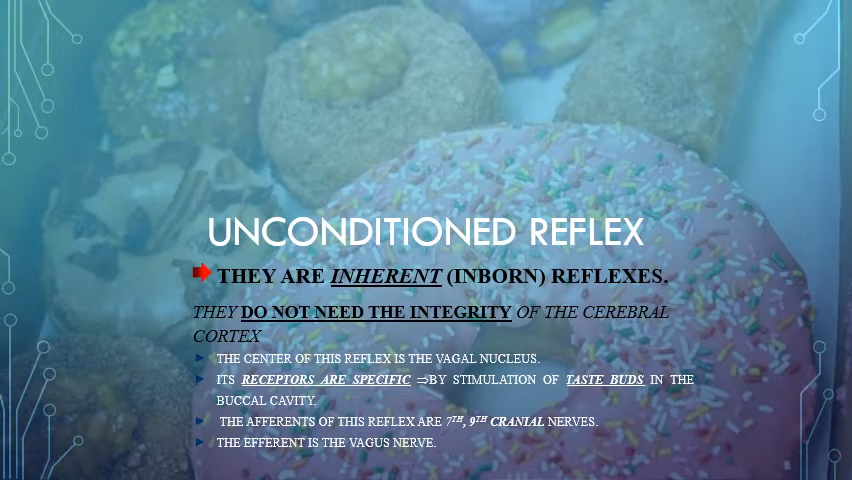 UNCONDITIONED REFLEX
THEY ARE INHERENT (INBORN) REFLEXES.
THEY DO NOT NEED THE INTEGRITY OF THE CEREBRAL
CORTEX
THE CENTER OF THIS REFLEX IS THE VAGAL NUCLEUS.
ITS RECEPTORS ARE SPECIFIC ⇒BY STIMULATION OF TASTE BUDS IN THE
BUCCAL CAVITY.
THE AFFERENTS OF THIS REFLEX ARE 7TH, 9TH CRANIAL NERVES.
THE EFFERENT IS THE VAGUS NERVE.